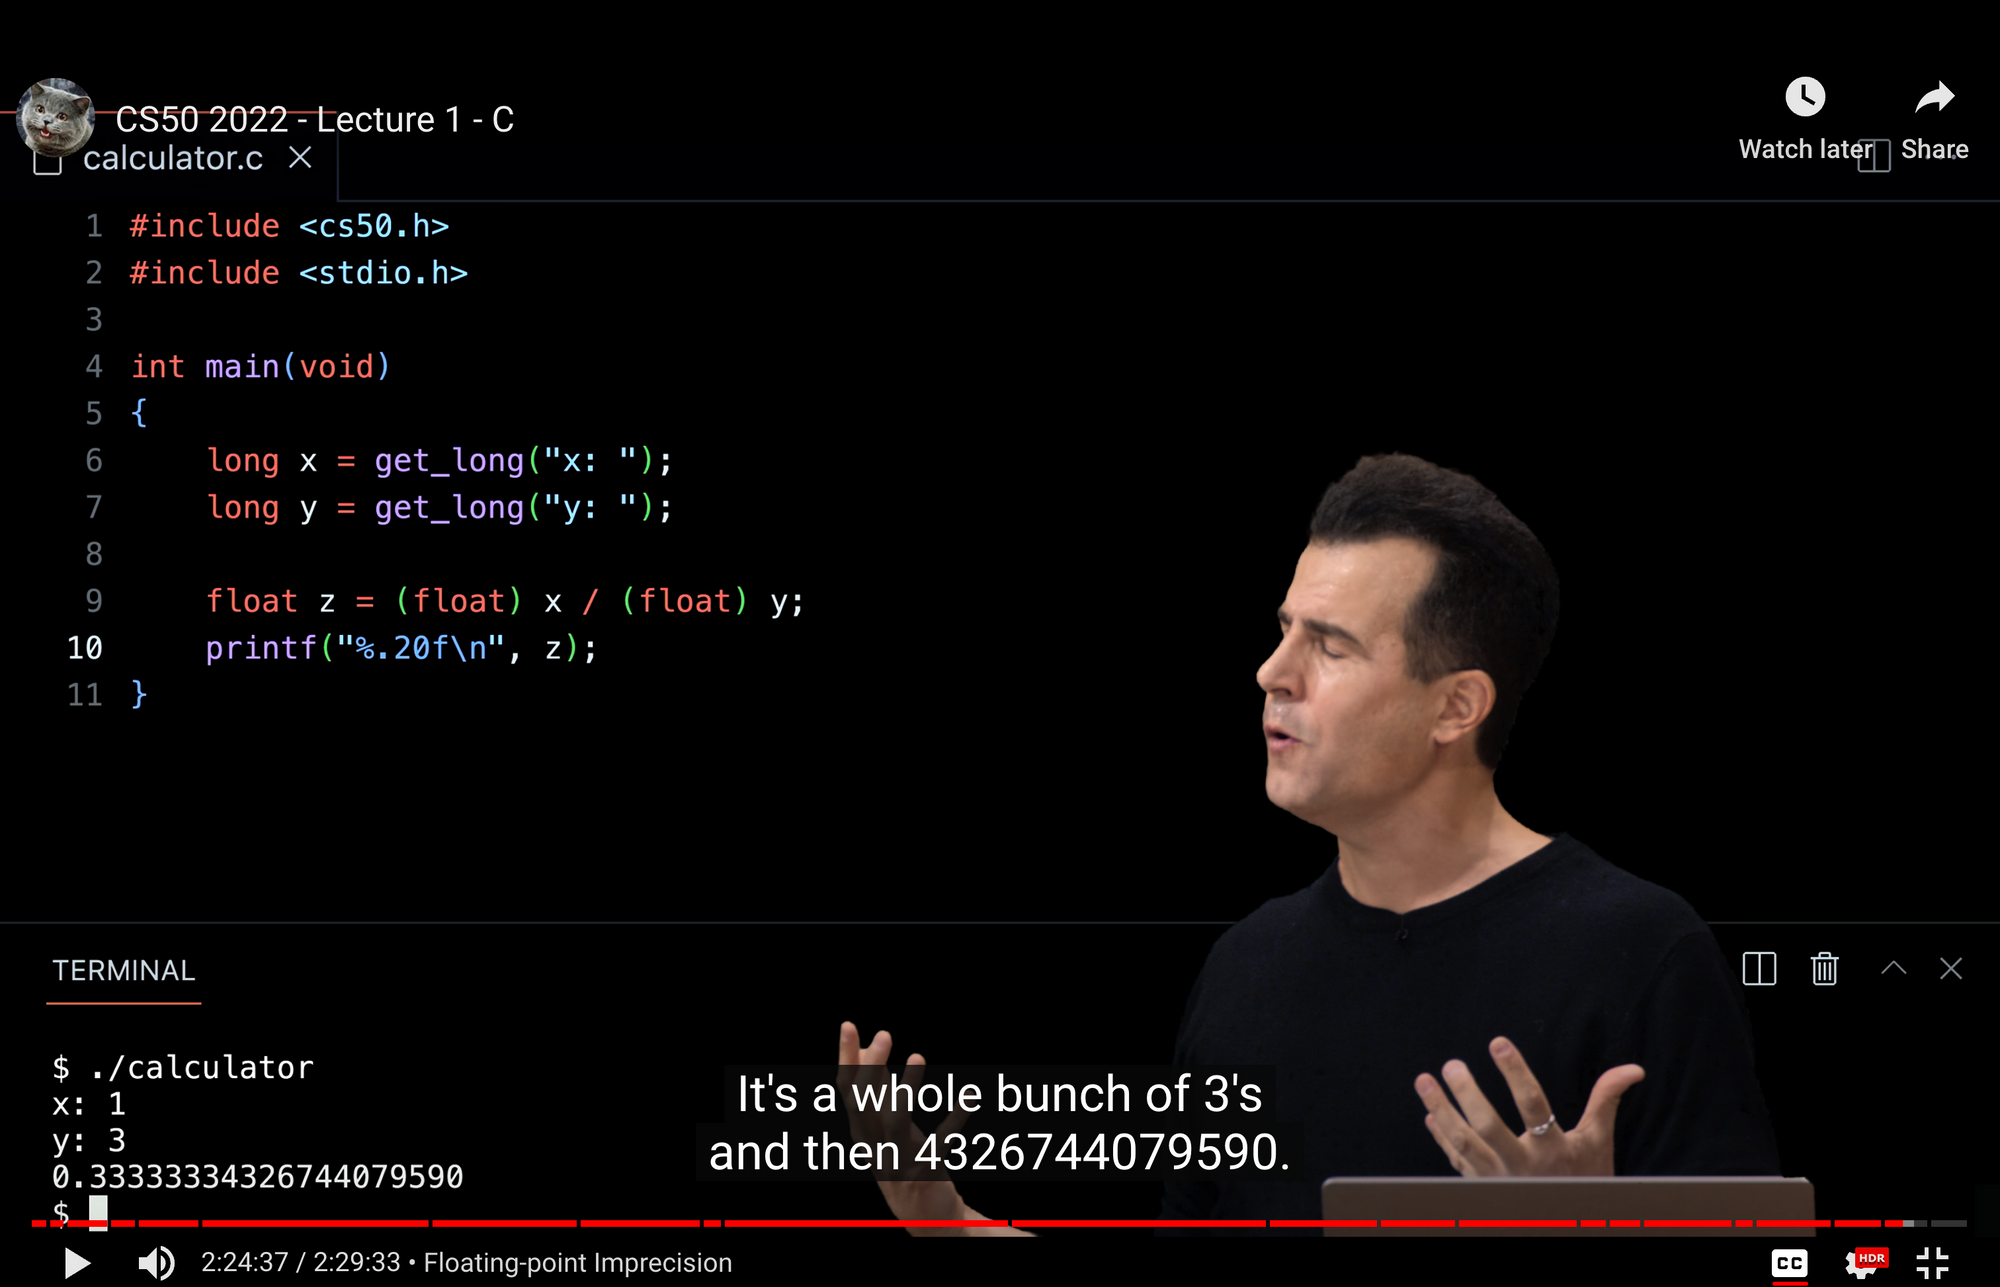 CS50 2022 - Lecture 1 - C
Watch later
Share
calculator.c
1 #include <cs50.h>
2 #include <stdio.h>
3
4 int main(void)
5 {
6     long x = get_long("x: ");
7     long y = get_long("y: ");
8
9     float z = (float) x / (float) y;
10     printf("%.20f\n", z);
11 }
TERMINAL
$ ./calculator
x: 1
y: 3
0.33333334326744079590
$
It's a whole bunch of 3's
and then 4326744079590.
2:24:37 / 2:29:33 • Floating-point Imprecision
CC
HDR